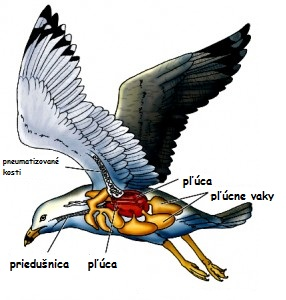 pneumatizované
kosti
pľúca
pľúcne vaky
priedušnica
pľúca